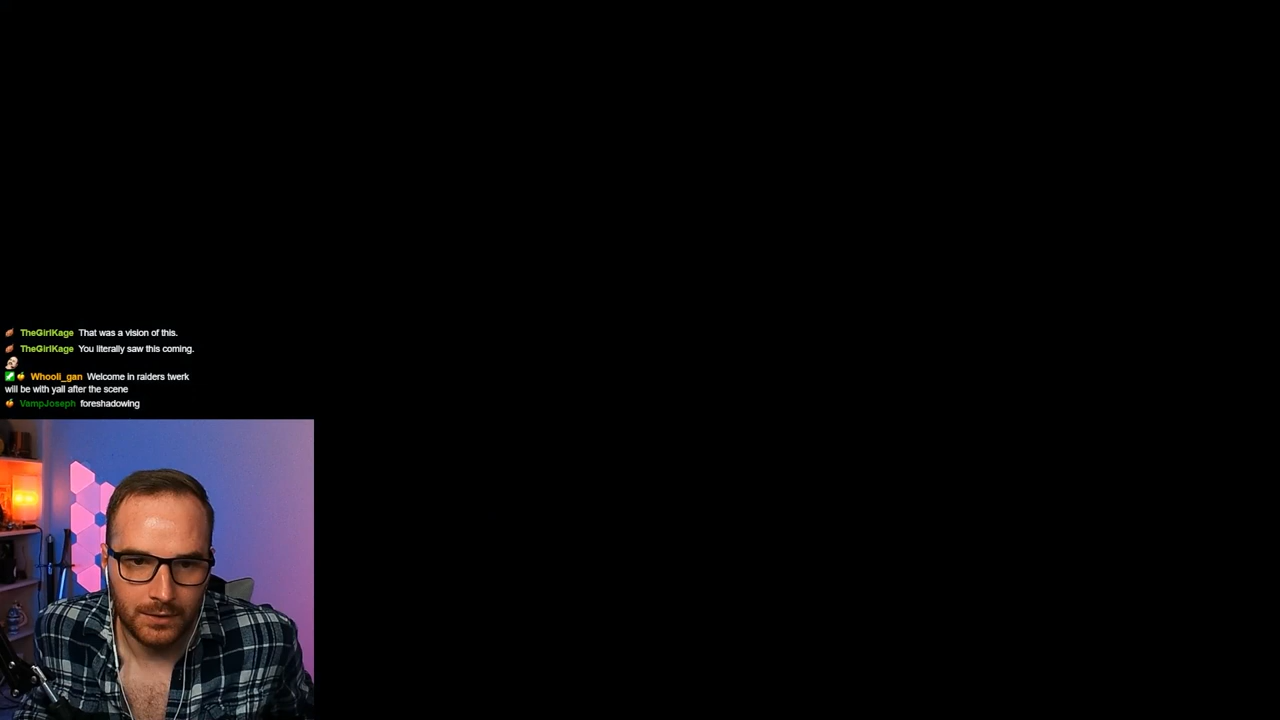 TheGirlKage That was a vision of this.
TheGirlKage You literally saw this coming.
Whooli_gan Welcome in raiders twerk
will be with yall after the scene
VampJoseph foreshadowing